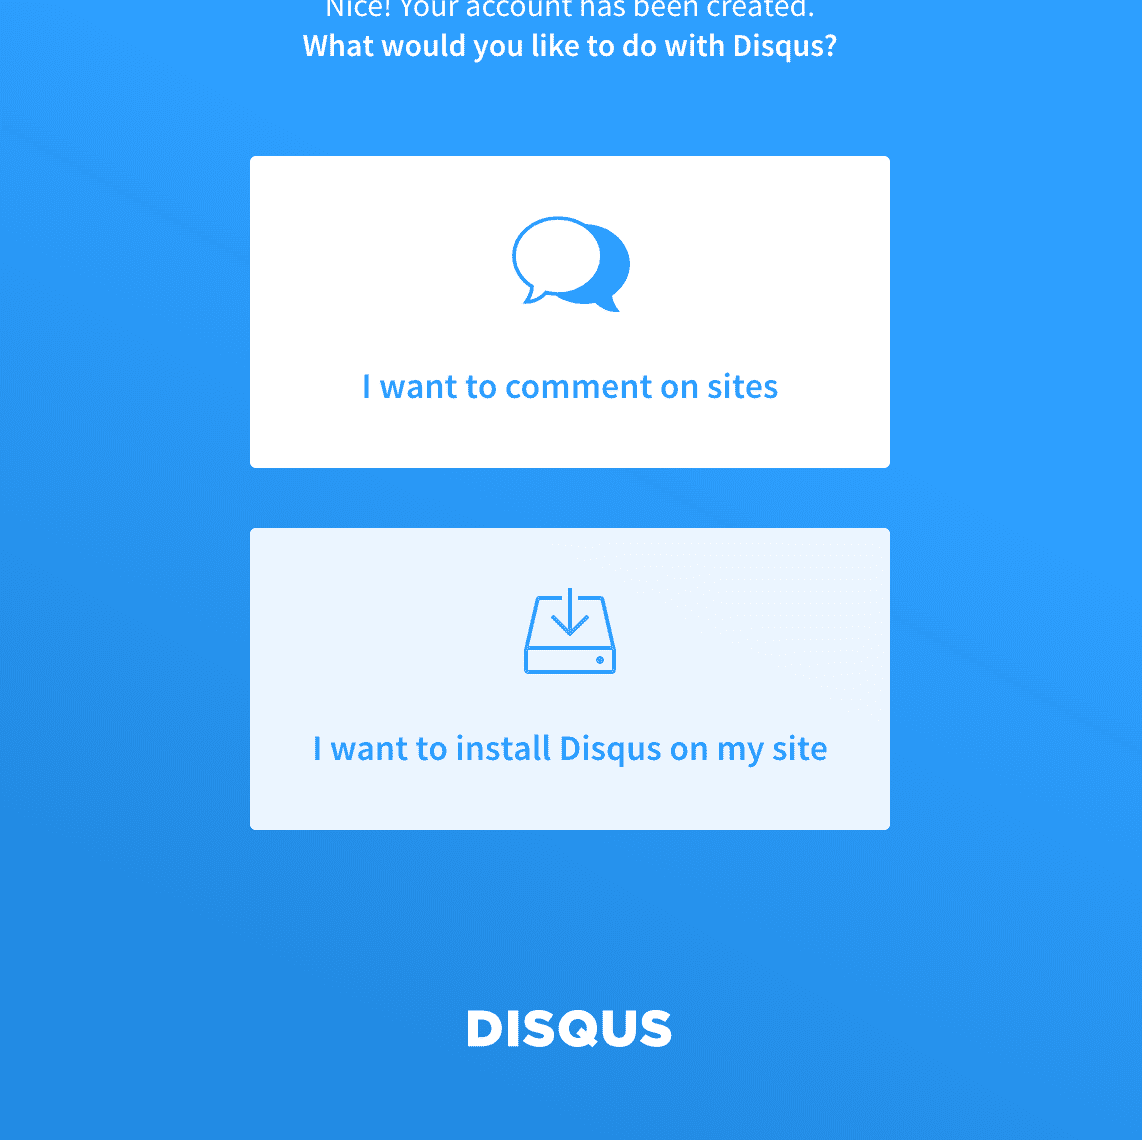 Nice! Your account has been created.
What would you like to do with Disqus?
I want to comment on sites
I want to install Disqus on my site
DISQUS